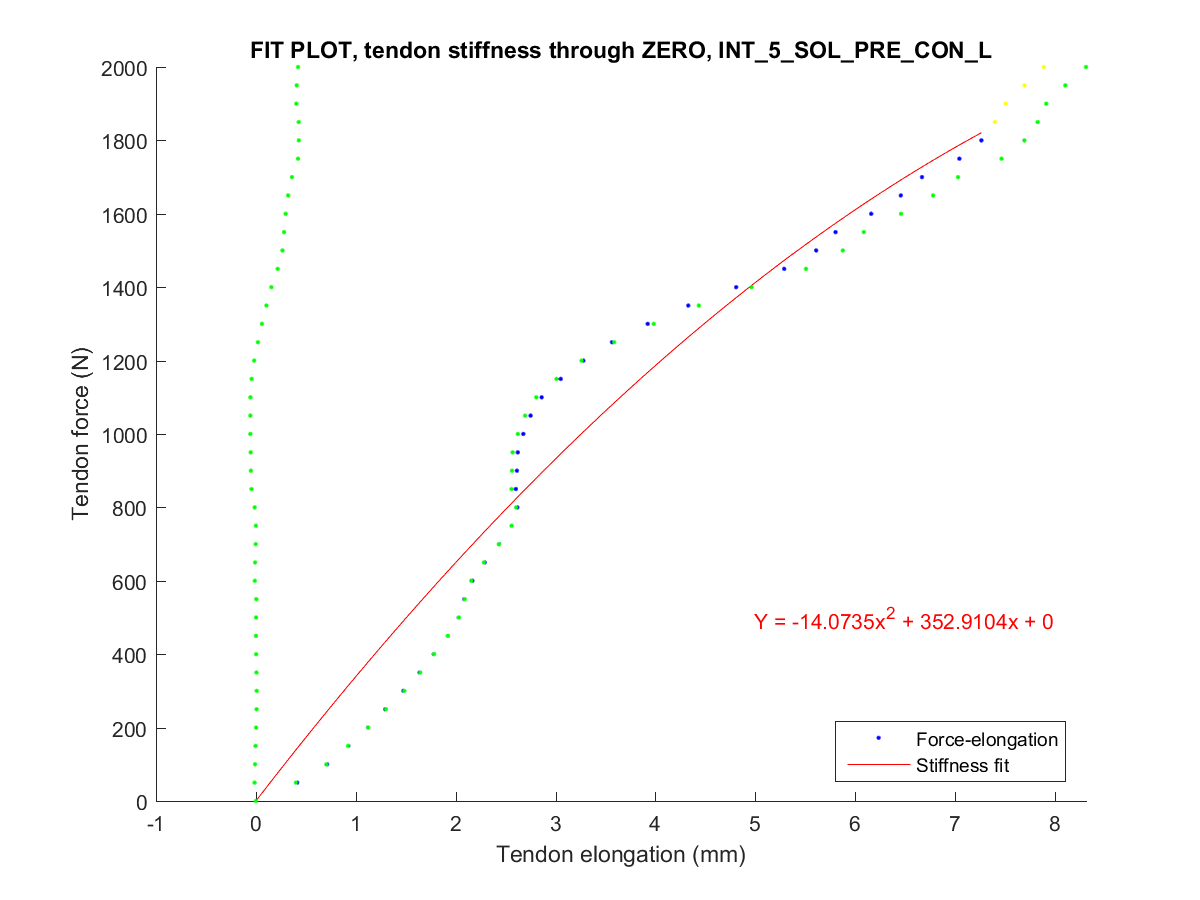 FIT PLOT, tendon stiffness through ZERO, INT_5_SOL_PRE_CON_L
2000
1800
1600
1400
1200
1000
800
600
400
200
0
Tendon force (N)
Y = -14.0735x² + 352.9104x + 0
Force-elongation
Stiffness fit
-1 0 1 2 3 4 5 6 7 8
Tendon elongation (mm)